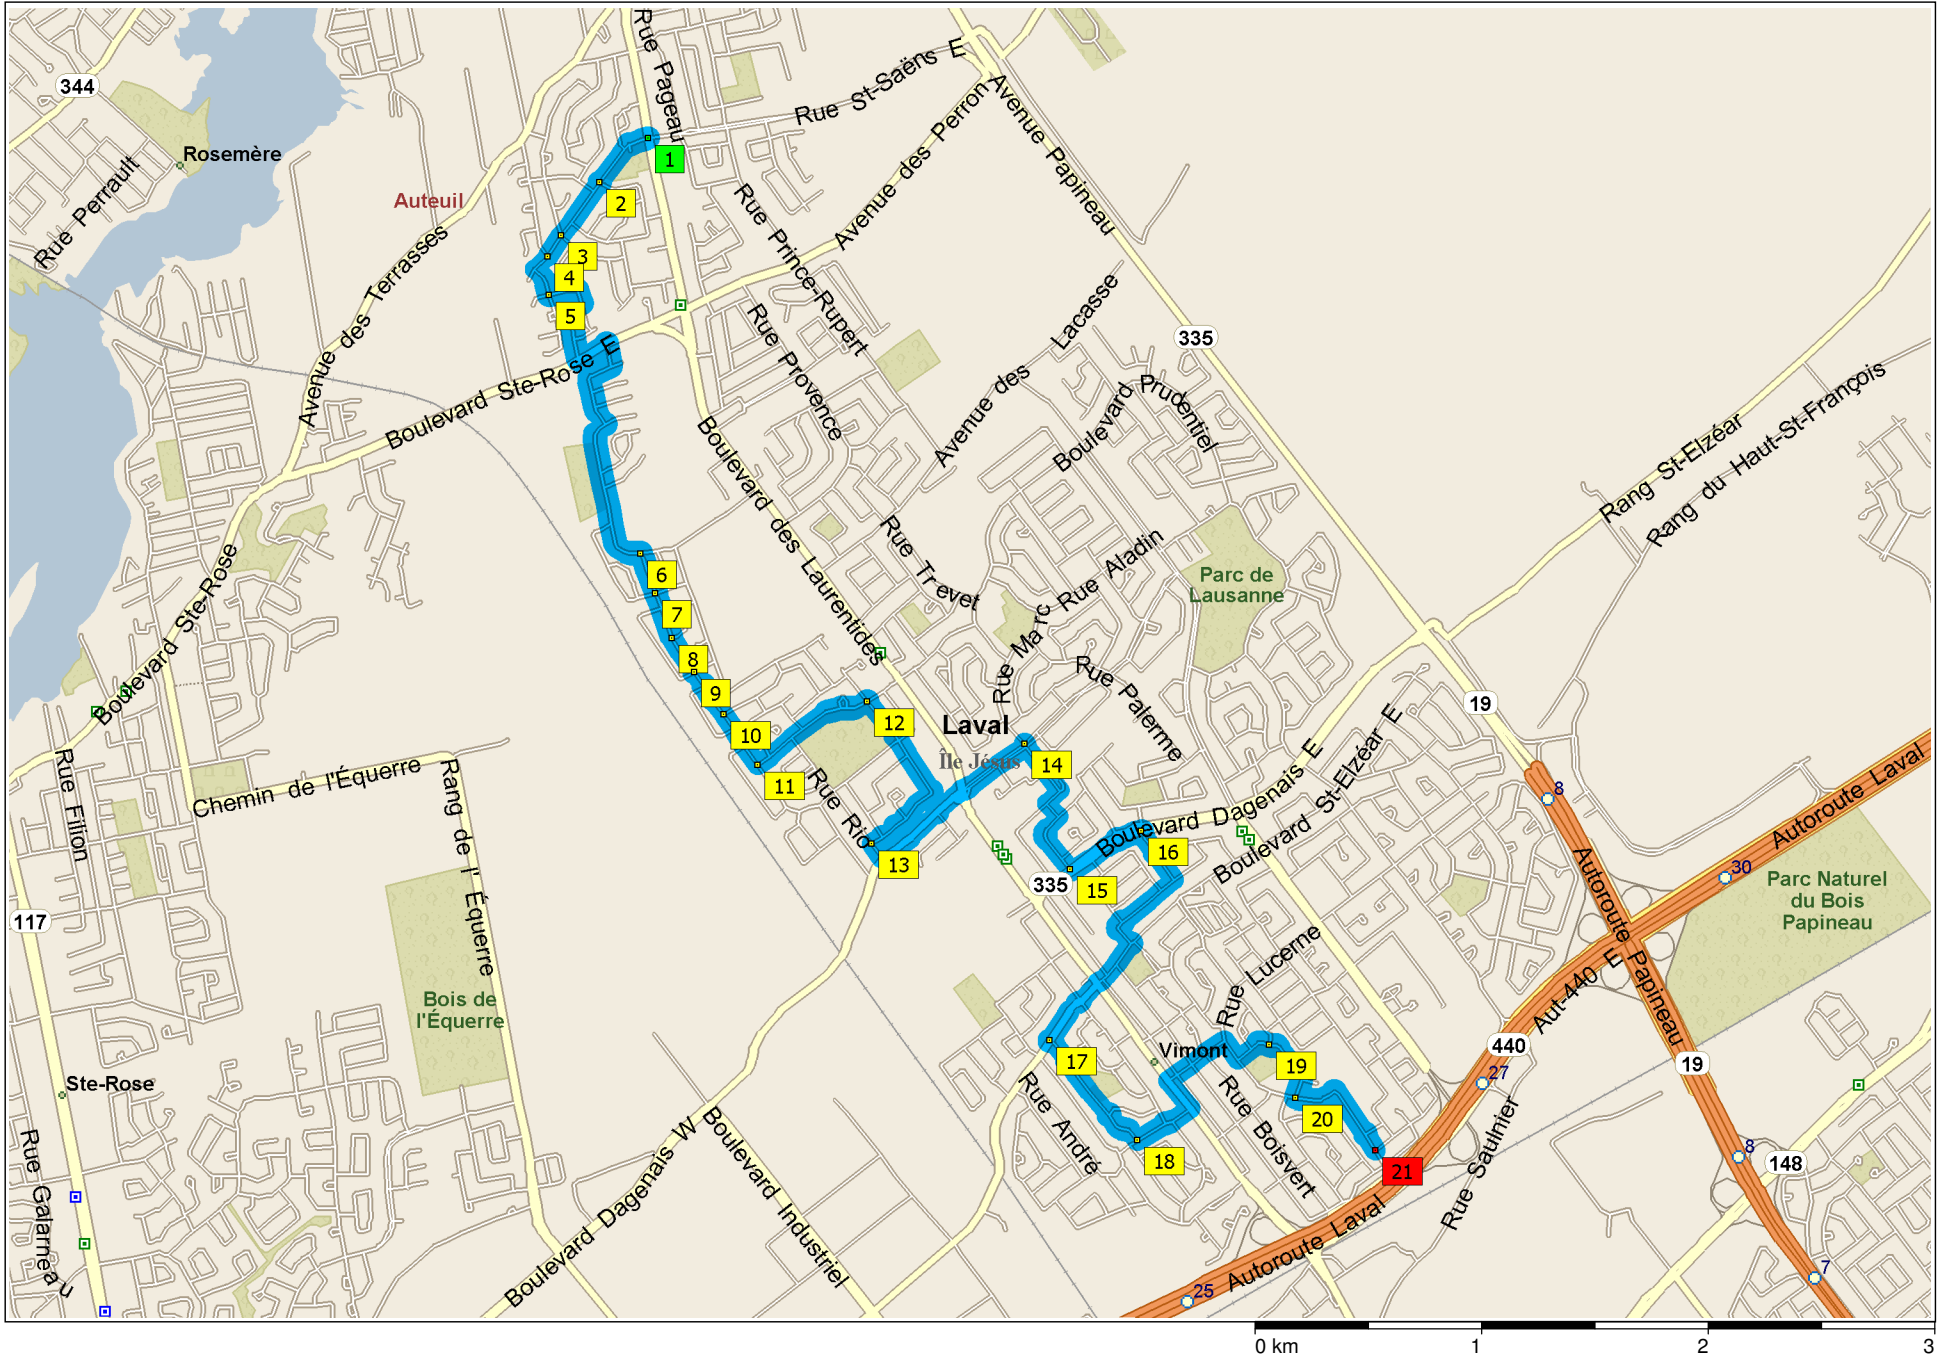 Rue Pageau
Rue St-Saëns E
344
Avenue Papineau
Avenue des Perron
Rosemère
1
Auteuil
2
Rue Perrault
Rue Prince-Rupert
3
4
5
Avenue des Terrasses
Rue Provence
Avenue des Lacasse
335
Boulevard Ste-Rose E
Boulevard Prudentiel
Rang St-Elzéar
Rang du Haut-St-François
Boulevard des Laurentides
Rue Trevet
Rue Aladin
Parc de
Lausanne
6
7
Boulevard Ste-Rose
Rue Marc
8
Rue Palerme
9
19
10
12
Laval
Île Jésus
14
11
Rue Filion
Chemin de l'Équerre
Rang de l' Équerre
Rue Rio
13
Boulevard Dagenais E
Boulevard St-Elzéar E
8
Autoroute Laval
16
335
15
30
Parc Naturel
du Bois
Papineau
117
Autoroute Papineau
Rue Lucerne
Aut-440 E
Bois de
l'Équerre
440
Vimont
17
19
27
19
Ste-Rose
Rue André
Rue Boisvert
20
Rue Saulnier
Boulevard Dagenais W
Boulevard Industriel
18
21
8
148
Rue Galarneau
Autoroute Laval
25
7
0 km
1
2
3